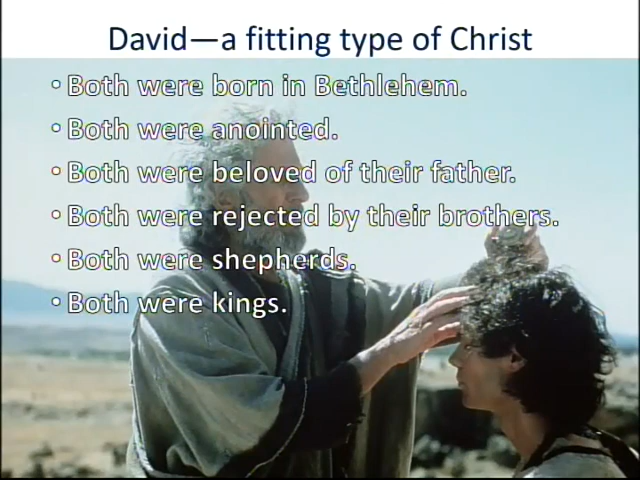 David—a fitting type of Christ
• Both were born in Bethlehem.
• Both were anointed.
• Both were beloved of their father.
• Both were rejected by their brothers.
• Both were shepherds.
• Both were kings.